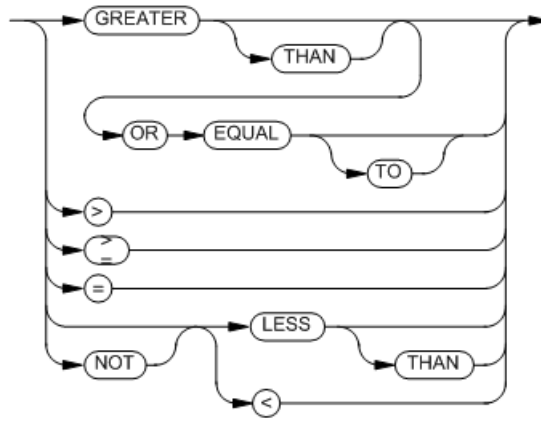 GREATER
THAN
OR EQUAL
TO
>
>
=
=
LESS
NOT THAN
<